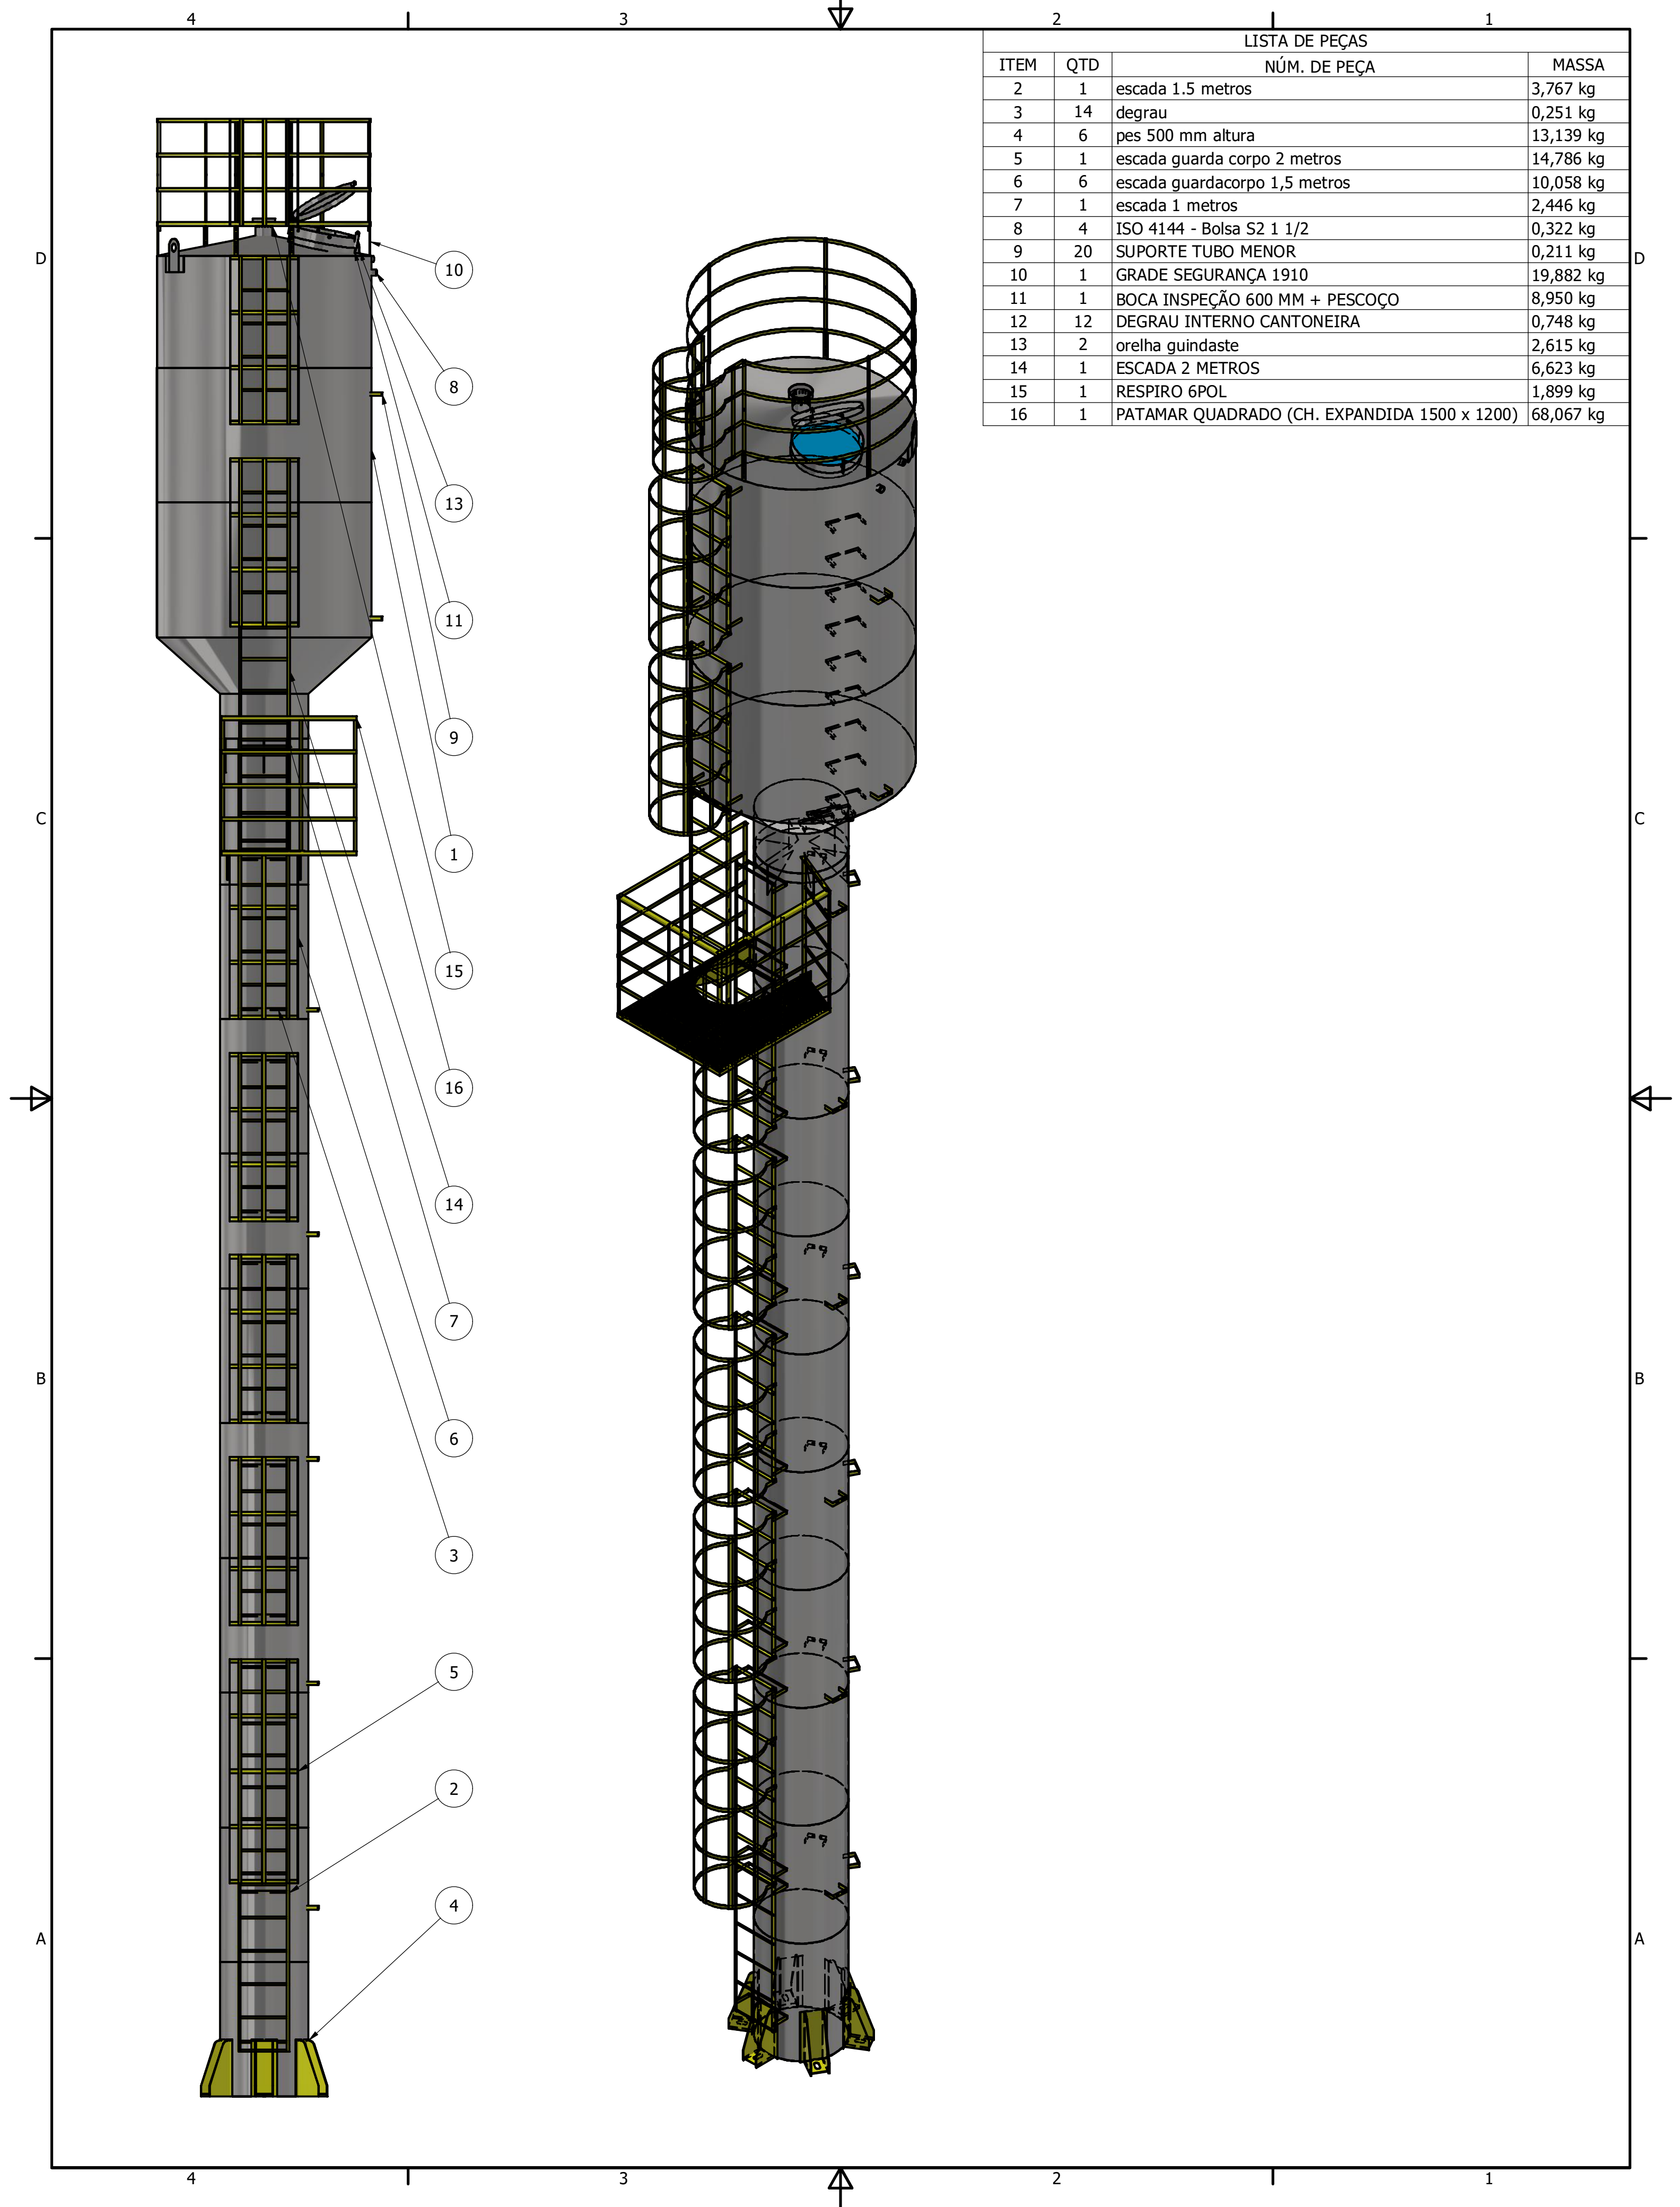 4 3 2 1
LISTA DE PEÇAS
ITEM QTD NÚM. DE PEÇA MASSA
2 1 escada 1.5 metros 3,767 kg
3 14 degrau 0,251 kg
4 6 pes 500 mm altura 13,139 kg
5 1 escada guarda corpo 2 metros 14,786 kg
6 6 escada guardacorpo 1,5 metros 10,058 kg
7 1 escada 1 metros 2,446 kg
8 4 ISO 4144 - Bolsa S2 1 1/2 0,322 kg
9 20 SUPORTE TUBO MENOR 0,211 kg
10 1 GRADE SEGURANÇA 1910 19,882 kg
11 1 BOCA INSPEÇÃO 600 MM + PESCOÇO 8,950 kg
12 12 DEGRAU INTERNO CANTONEIRA 0,748 kg
13 2 orelha guindaste 2,615 kg
14 1 ESCADA 2 METROS 6,623 kg
15 1 RESPIRO 6POL 1,899 kg
16 1 PATAMAR QUADRADO (CH. EXPANDIDA 1500 x 1200) 68,067 kg
D D
10
8
13
11
9
C C
1
15
16
14
7
B B
6
3
5
2
4
A A
4 3 2 1